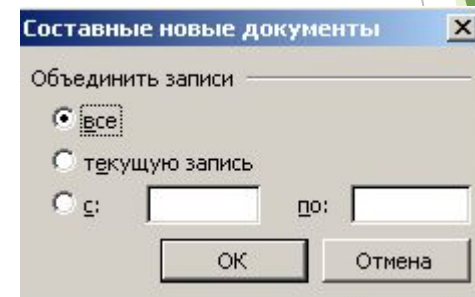 Составные новые документы
Объединить записи
все
текущую запись
с: по:
ОК Отмена